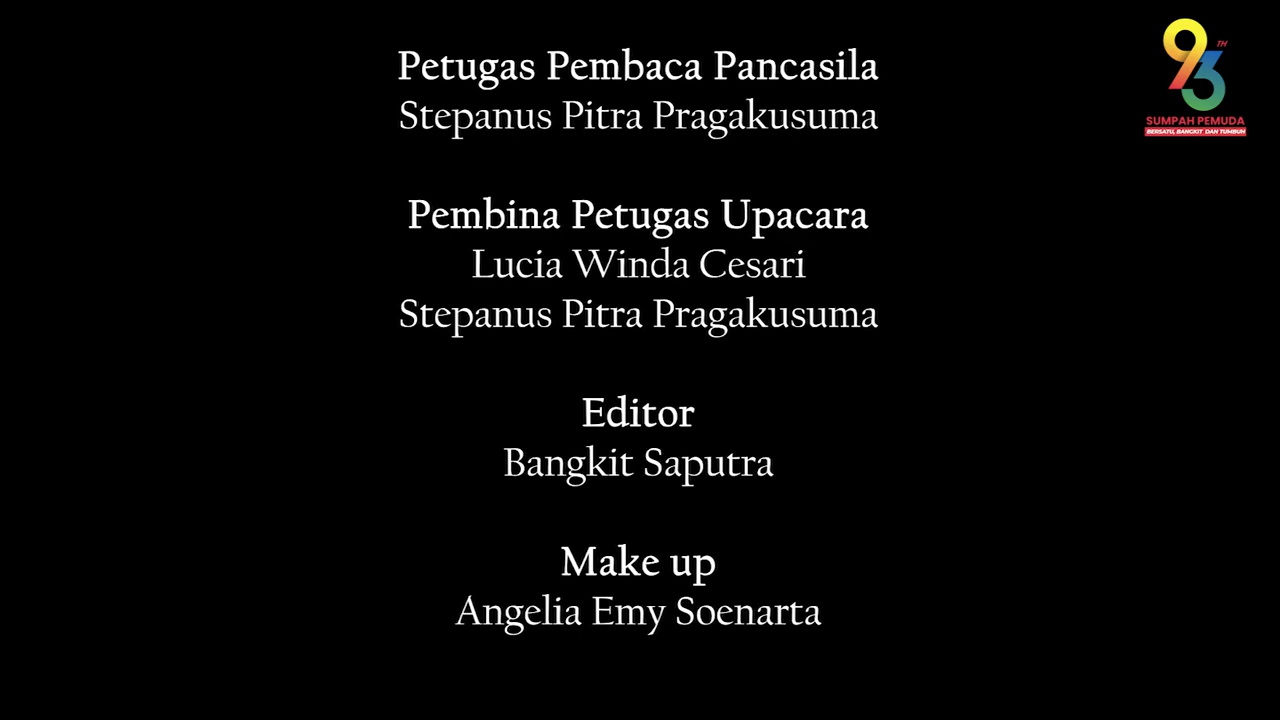 Petugas Pembaca Pancasila
Stepanus Pitra Pragakusuma
Pembina Petugas Upacara
Lucia Winda Cesari
Stepanus Pitra Pragakusuma
Editor
Bangkit Saputra
Make up
Angelia Emy Soenarta
93 TH
SUMPAH PEMUDA
BERSATU, BANGKIT DAN TUMBUH